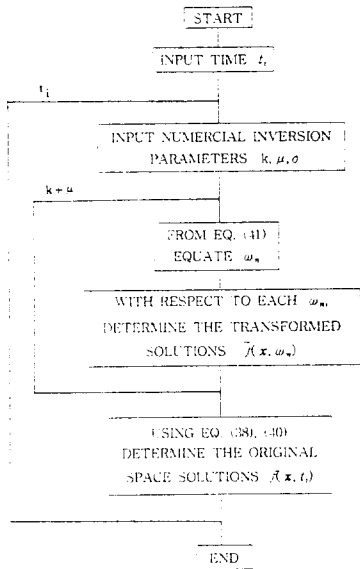 START
INPUT TIME t_i
t_i
INPUT NUMERCIAL INVERSION
PARAMETERS k, μ, σ
k + μ
FROM EQ. (41)
EQUATE ω_n
WITH RESPECT TO EACH ω_n,
DETERMINE THE TRANSFORMED
SOLUTIONS f̄(x, ω_n)
USING EQ. (38), (40)
DETERMINE THE ORIGINAL
SPACE SOLUTIONS f(x, t_i)
END